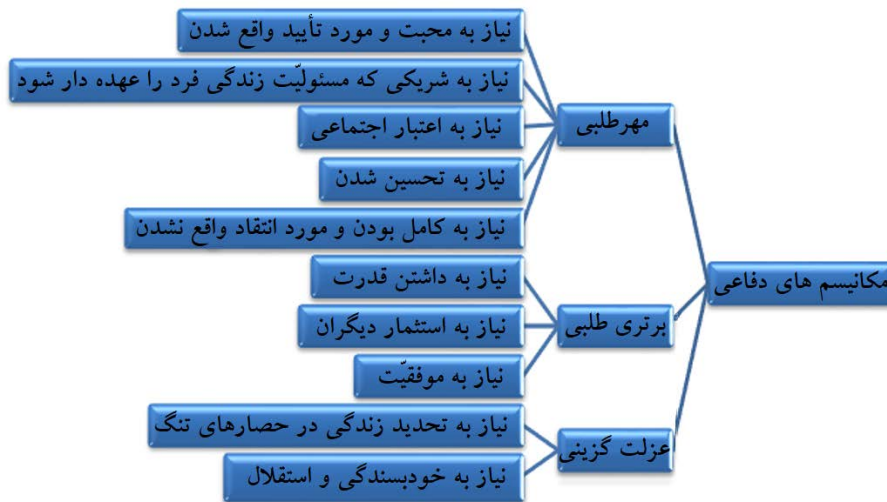 مکانیسم های دفاعی
مهرطلبی
نیاز به محبت و مورد تأیید واقع شدن
نیاز به شریکی که مسئولیّت زندگی فرد را عهده دار شود
نیاز به اعتبار اجتماعی
نیاز به تحسین شدن
نیاز به کامل بودن و مورد انتقاد واقع نشدن
برتری طلبی
نیاز به داشتن قدرت
نیاز به استثمار دیگران
نیاز به موفقیّت
عزلت گزینی
نیاز به تحدید زندگی در حصارهای تنگ
نیاز به خودبسندگی و استقلال